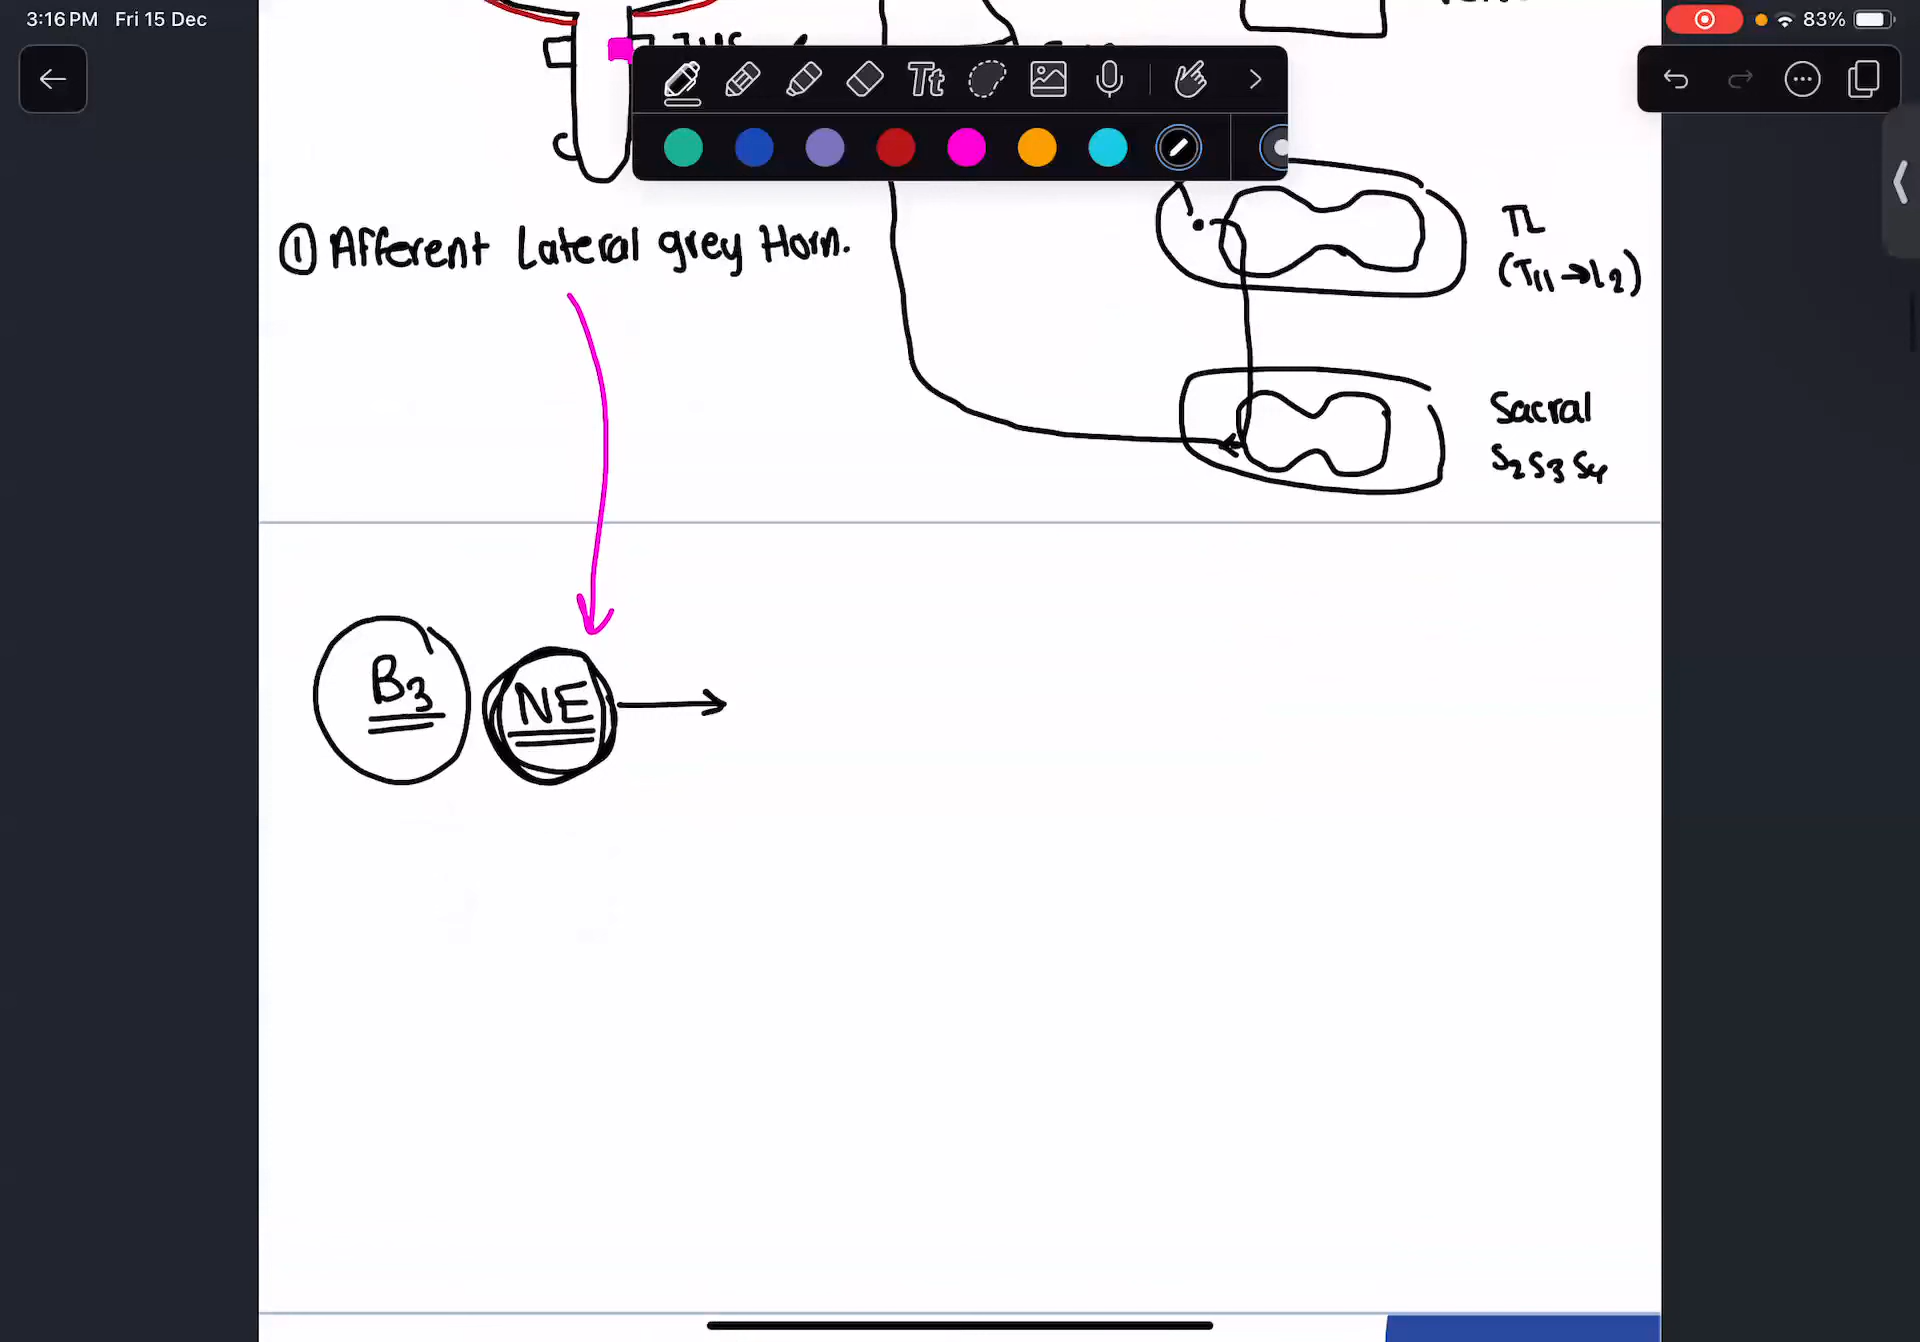 3:16 PM Fri 15 Dec
83%
Tt
① Afferent Lateral grey Horn.
TL
(T11→L2)
Sacral
S2 S3 S4
B3
NE